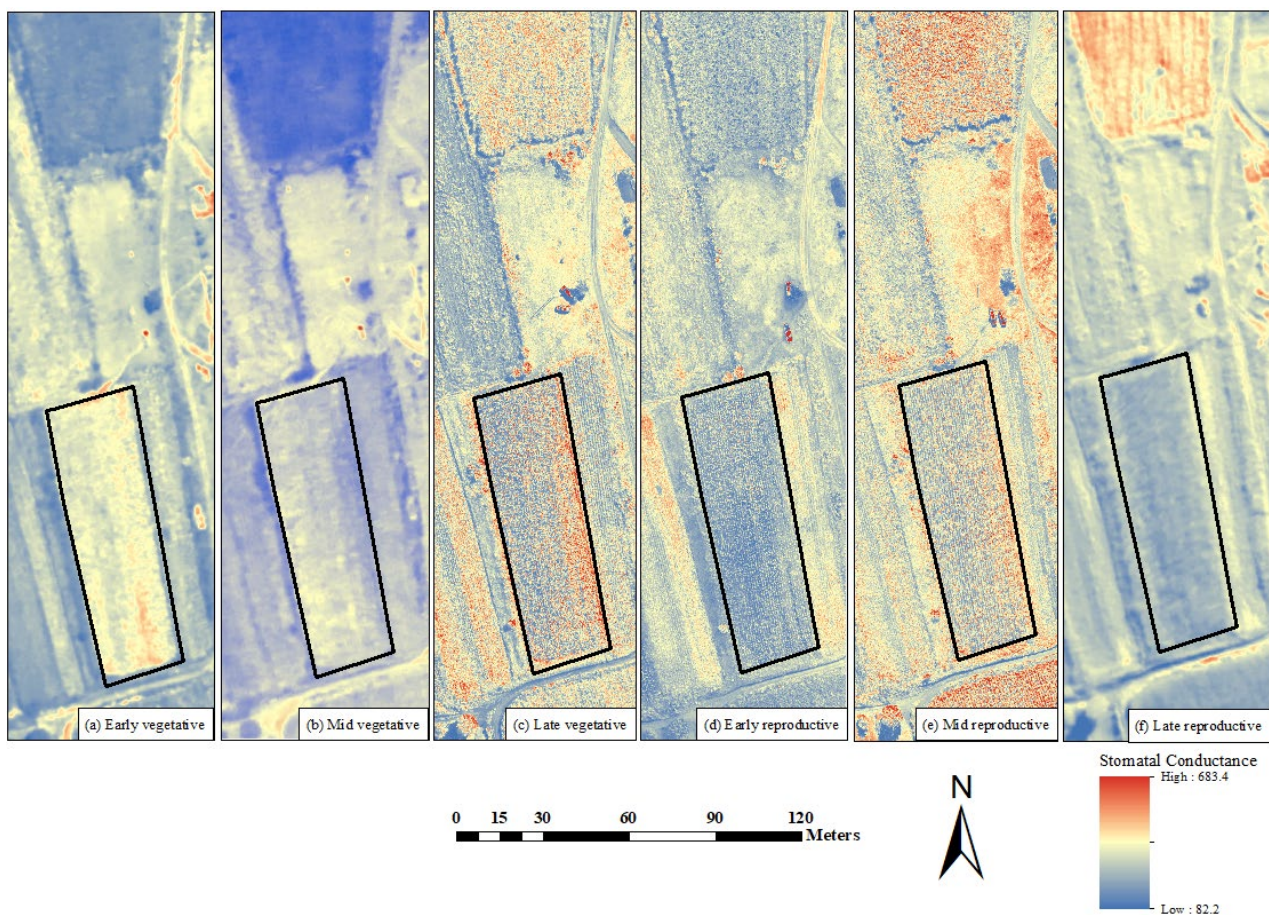 (a) Early vegetative
(b) Mid vegetative
(c) Late vegetative
(d) Early reproductive
(e) Mid reproductive
(f) Late reproductive
Stomatal Conductance
High : 683.4
Low : 82.2
N
0 15 30 60 90 120
Meters